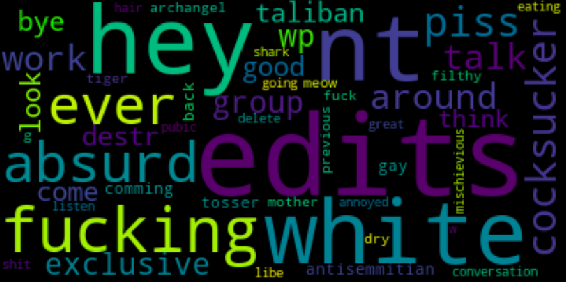 hair archangel eating
bye hey nt taliban piss
wp
work good shark talk
look going meow filthy
tiger back fuck
ever group around
delete great think
destr pubic previous
g
absurd edits gay mischievious cocksucker
come comming
listen tosser mother annoyed
fucking white
w
dry
shit exclusive libe antisemmitian conversation